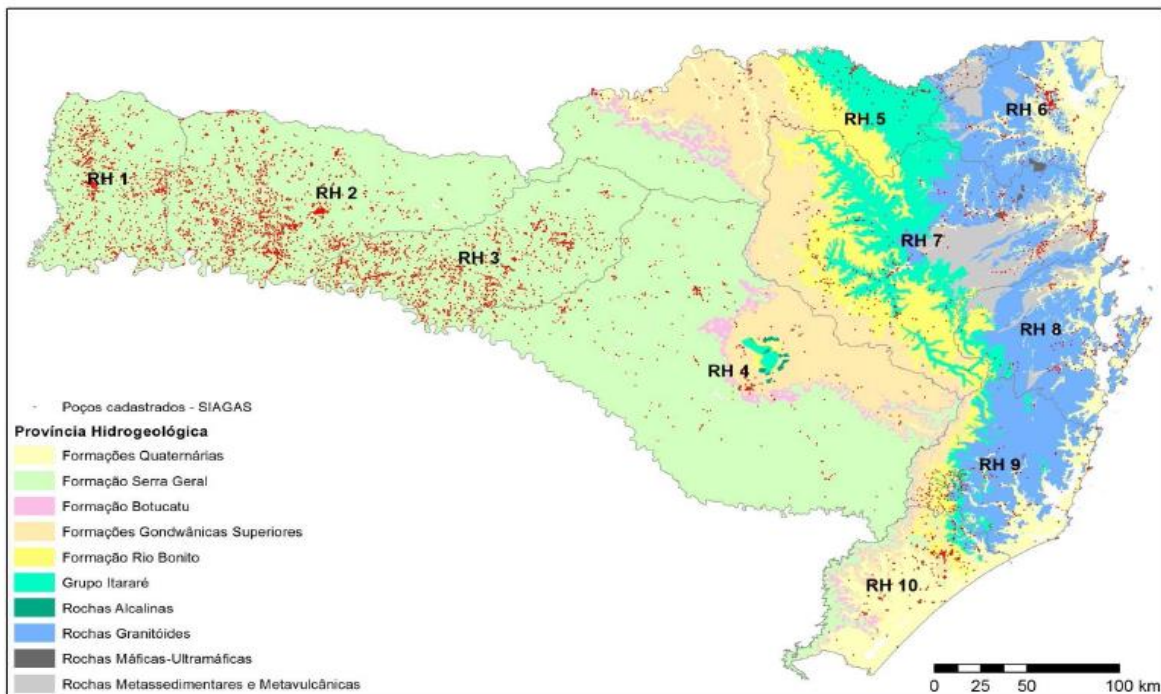 RH 1
RH 2
RH 3
RH 4
RH 5
RH 6
RH 7
RH 8
RH 9
RH 10
Poços cadastrados - SIAGAS
Província Hidrogeológica
Formações Quaternárias
Formação Serra Geral
Formação Botucatu
Formações Gondwânicas Superiores
Formação Rio Bonito
Grupo Itararé
Rochas Alcalinas
Rochas Granitóides
Rochas Máficas-Ultramáficas
Rochas Metassedimentares e Metavulcânicas
0 25 50 100 km